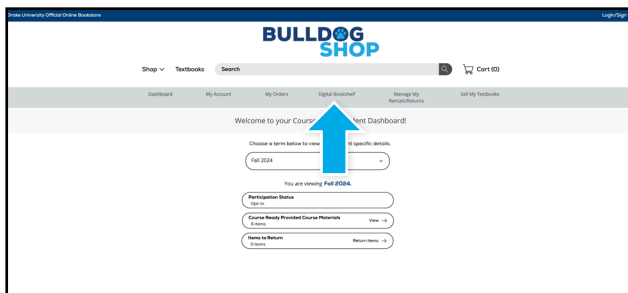 Drake University Official Online Bookstore
Login/Sign
BULLDOG
SHOP
Shop Textbooks Search Cart (0)
Dashboard My Account My Orders Digital Bookshelf Manage My Rentals/Returns Sell My Textbooks
Welcome to your Cour dent Dashboard!
Choose a term below to view nt specific details.
Fall 2024
You are viewing Fall 2024.
Participation Status
Opt-In
Course Ready Provided Course Materials
0 items
View →
Items to Return
0 items
Return Items →